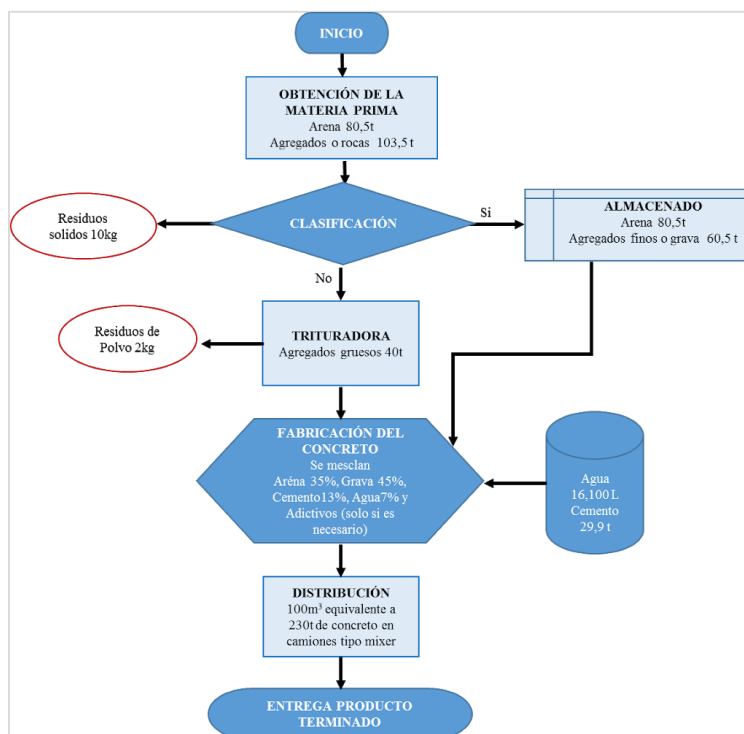 INICIO
OBTENCIÓN DE LA
MATERIA PRIMA
Arena 80,5t
Agregados o rocas 103,5 t
Residuos
solidos 10kg
CLASIFICACIÓN
Si
ALMACENADO
Arena 80,5t
Agregados finos o grava 60,5 t
No
Residuos de
Polvo 2kg
TRITURADORA
Agregados gruesos 40t
FABRICACIÓN DEL
CONCRETO
Se mesclan
Aréna 35%, Grava 45%,
Cemento13%, Agua7% y
Adictivos (solo si es
necesario)
Agua
16,100 L
Cemento
29,9 t
DISTRIBUCIÓN
100m³ equivalente a
230t de concreto en
camiones tipo mixer
ENTREGA PRODUCTO
TERMINADO